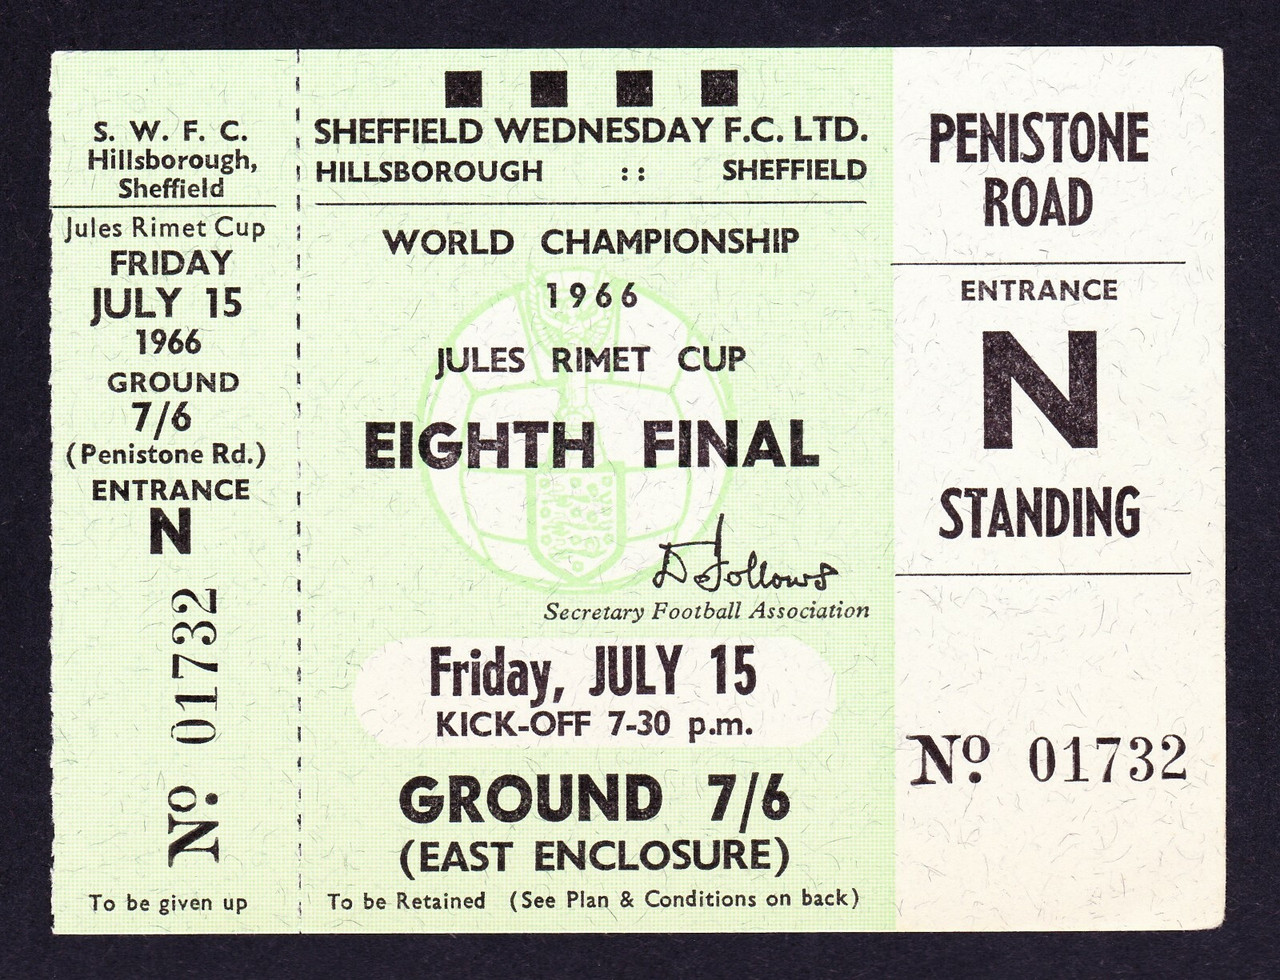 S. W. F. C.
Hillsborough,
Sheffield
Jules Rimet Cup
FRIDAY
JULY 15
1966
GROUND
7/6
(Penistone Rd.)
ENTRANCE
N
Nº. 01732
To be given up
SHEFFIELD WEDNESDAY F.C. LTD.
HILLSBOROUGH :: SHEFFIELD
WORLD CHAMPIONSHIP
1966
JULES RIMET CUP
EIGHTH FINAL
D Follows
Secretary Football Association
Friday, JULY 15
KICK-OFF 7-30 p.m.
GROUND 7/6
(EAST ENCLOSURE)
To be Retained (See Plan & Conditions on back)
PENISTONE
ROAD
ENTRANCE
N
STANDING
Nº. 01732